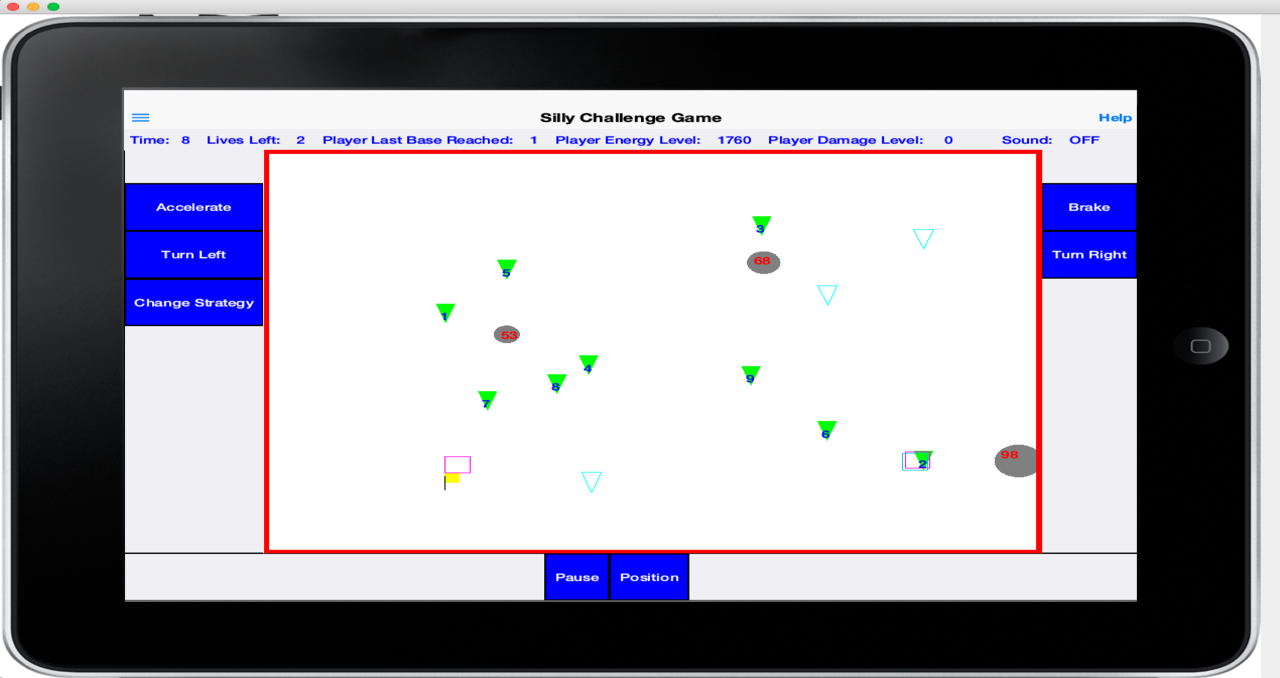 Silly Challenge Game
Help
Time: 8 Lives Left: 2 Player Last Base Reached: 1 Player Energy Level: 1760 Player Damage Level: 0 Sound: OFF
Accelerate
Brake
Turn Left
Turn Right
Change Strategy
3
68
5
1
53
4
9
8
7
6
98
2
Pause
Position